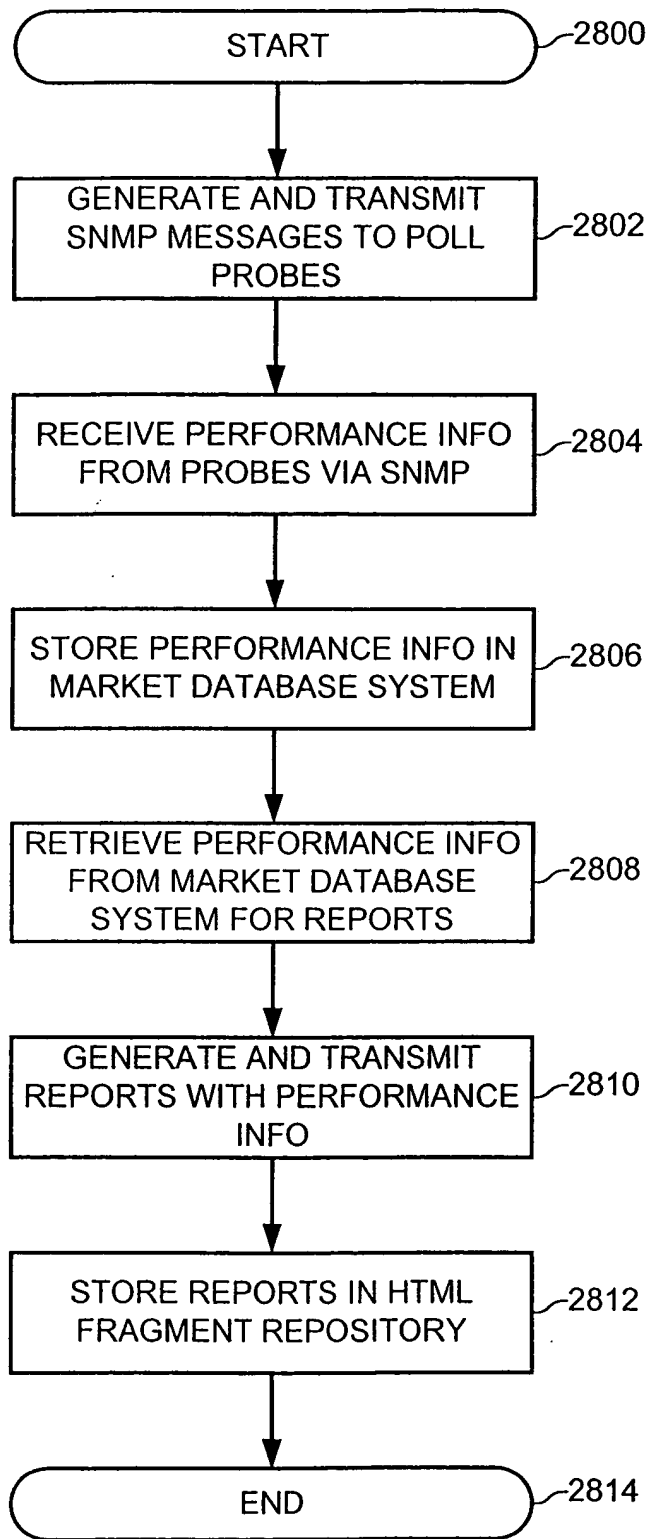 START
2800
GENERATE AND TRANSMIT
SNMP MESSAGES TO POLL
PROBES
2802
RECEIVE PERFORMANCE INFO
FROM PROBES VIA SNMP
2804
STORE PERFORMANCE INFO IN
MARKET DATABASE SYSTEM
2806
RETRIEVE PERFORMANCE INFO
FROM MARKET DATABASE
SYSTEM FOR REPORTS
2808
GENERATE AND TRANSMIT
REPORTS WITH PERFORMANCE
INFO
2810
STORE REPORTS IN HTML
FRAGMENT REPOSITORY
2812
END
2814